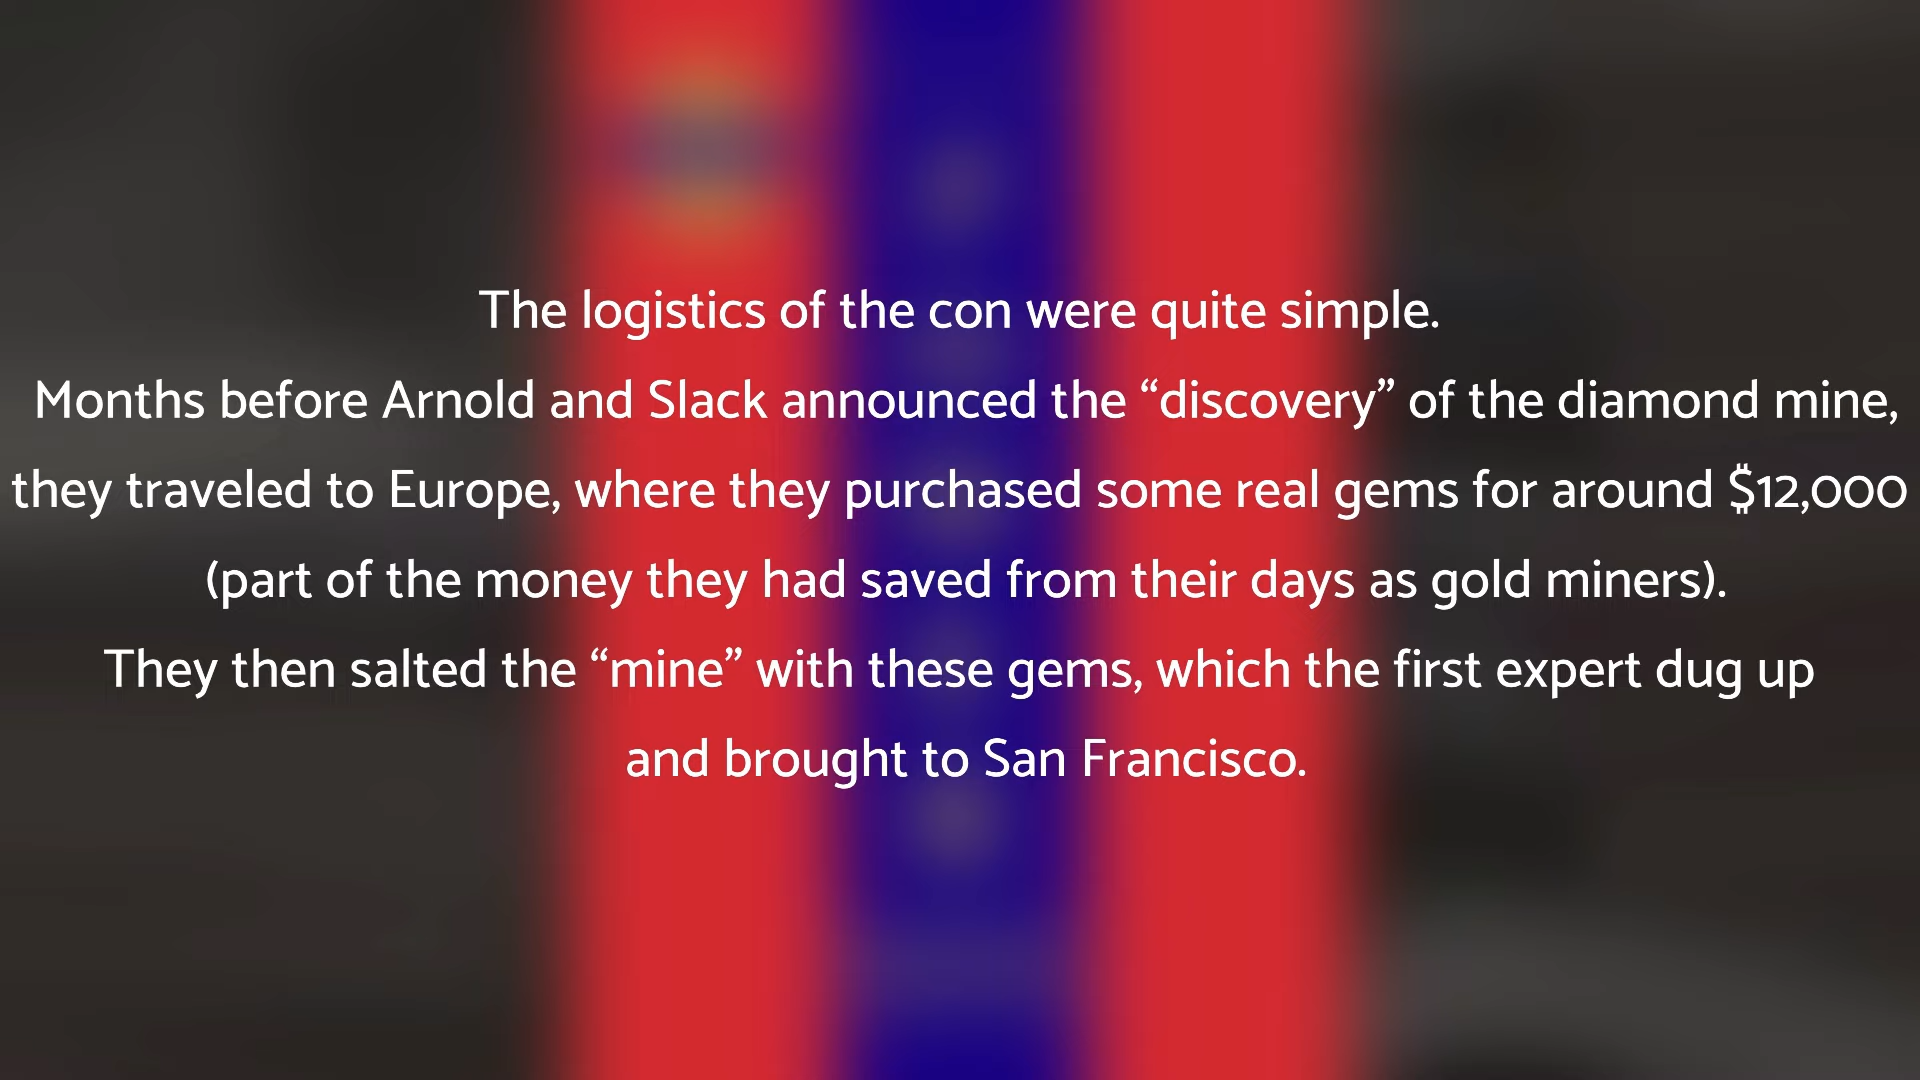 The logistics of the con were quite simple.
Months before Arnold and Slack announced the “discovery” of the diamond mine,
they traveled to Europe, where they purchased some real gems for around $12,000
(part of the money they had saved from their days as gold miners).
They then salted the “mine” with these gems, which the first expert dug up
and brought to San Francisco.